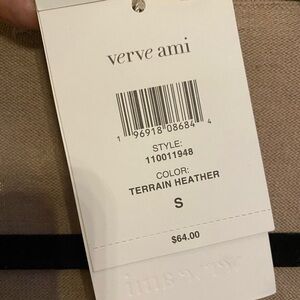 verve ami
1 96918 08684 4
STYLE:
110011948
COLOR:
TERRAIN HEATHER
S
$64.00